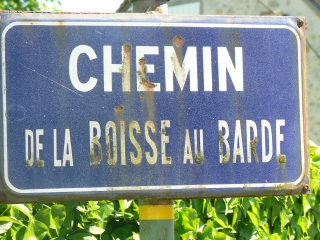 CHEMIN
DE LA BOISSE AU BARDE